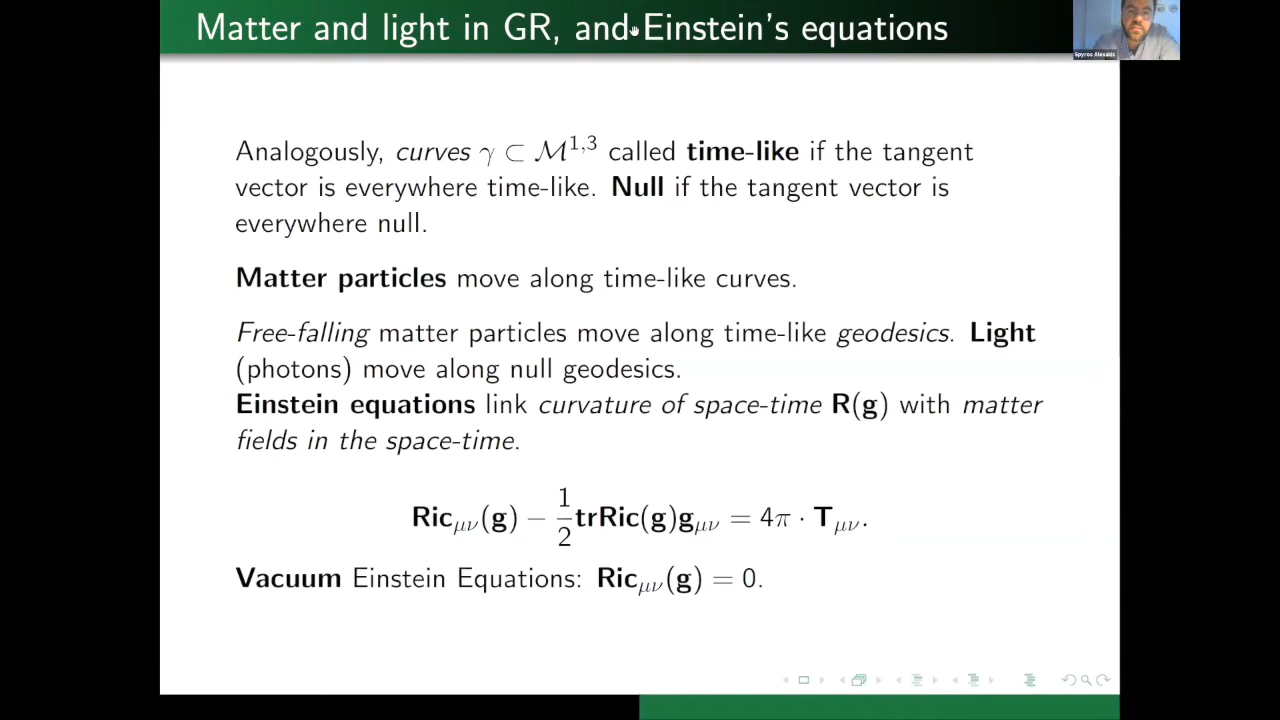 Matter and light in GR, and Einstein's equations
Spyros Alexakis
Analogously, curves γ ⊂ ℳ^{1,3} called time-like if the tangent
vector is everywhere time-like. Null if the tangent vector is
everywhere null.
Matter particles move along time-like curves.
Free-falling matter particles move along time-like geodesics. Light
(photons) move along null geodesics.
Einstein equations link curvature of space-time R(g) with matter
fields in the space-time.
Ric_{μν}(g) − \frac{1}{2}trRic(g)g_{μν} = 4π · T_{μν}.
Vacuum Einstein Equations: Ric_{μν}(g) = 0.